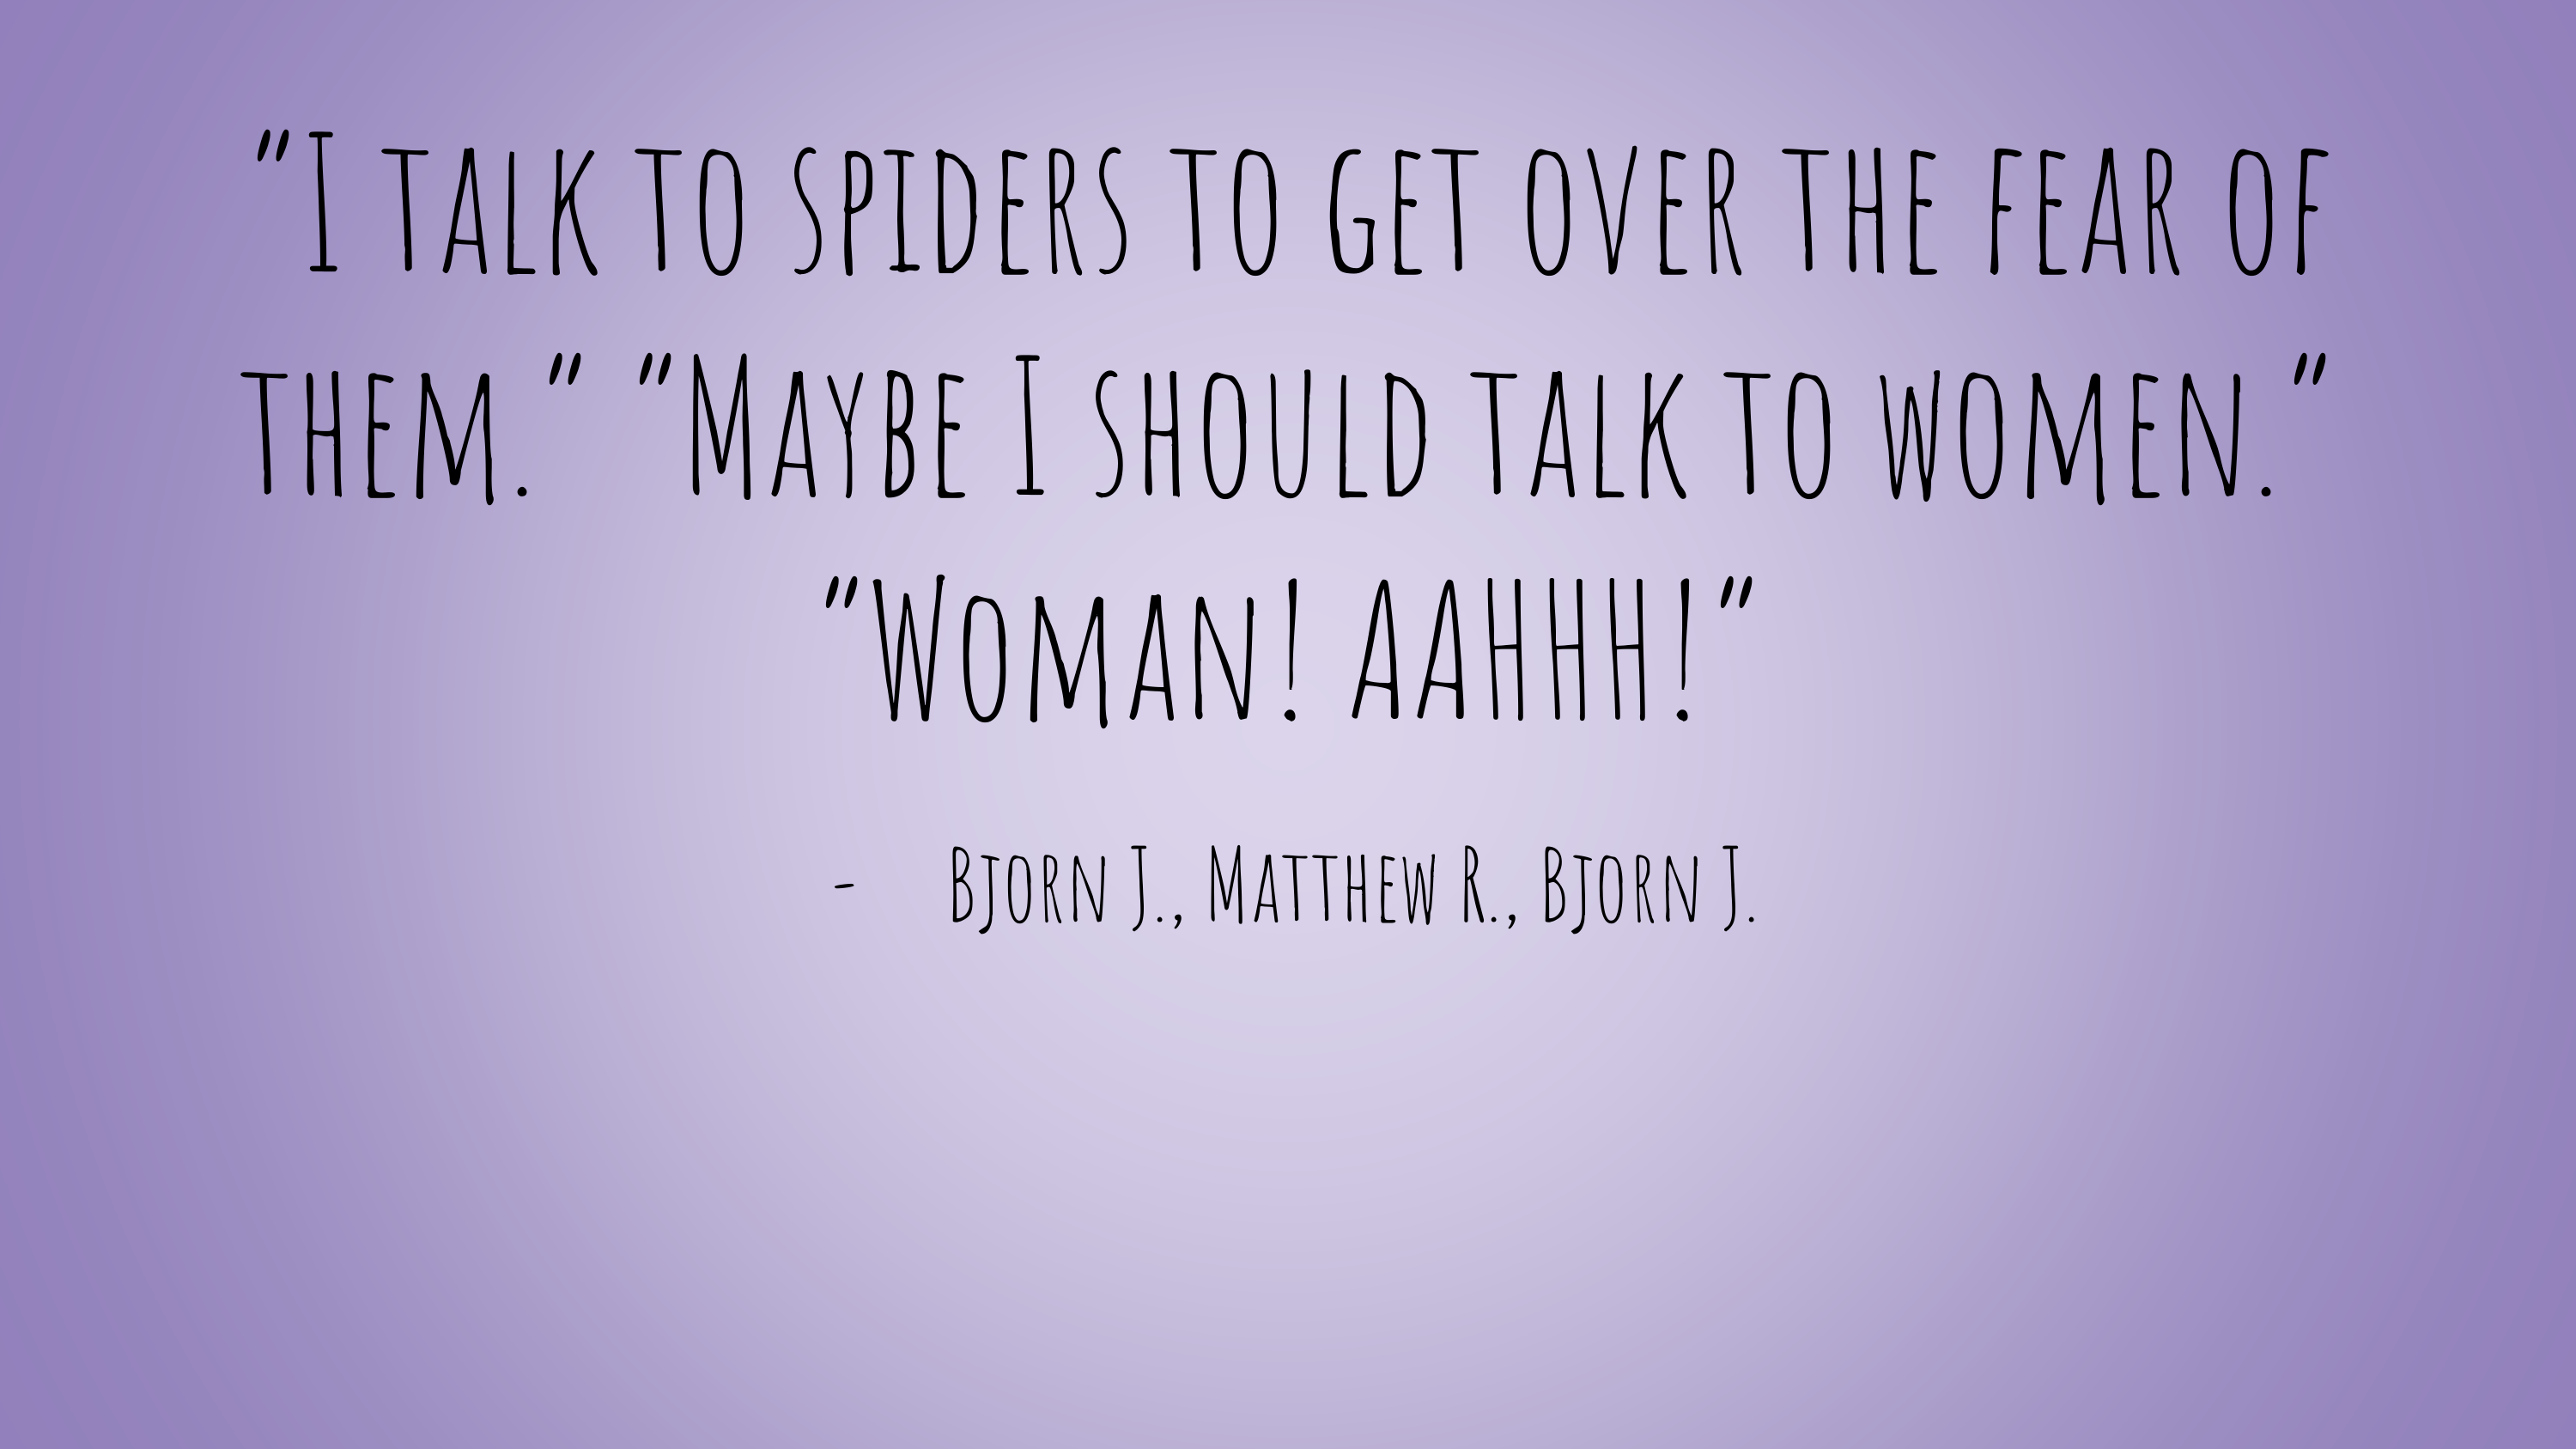 "I talk to spiders to get over the fear of
them." "Maybe I should talk to women."
"Woman! AAHHH!"
- Bjorn J., Matthew R., Bjorn J.